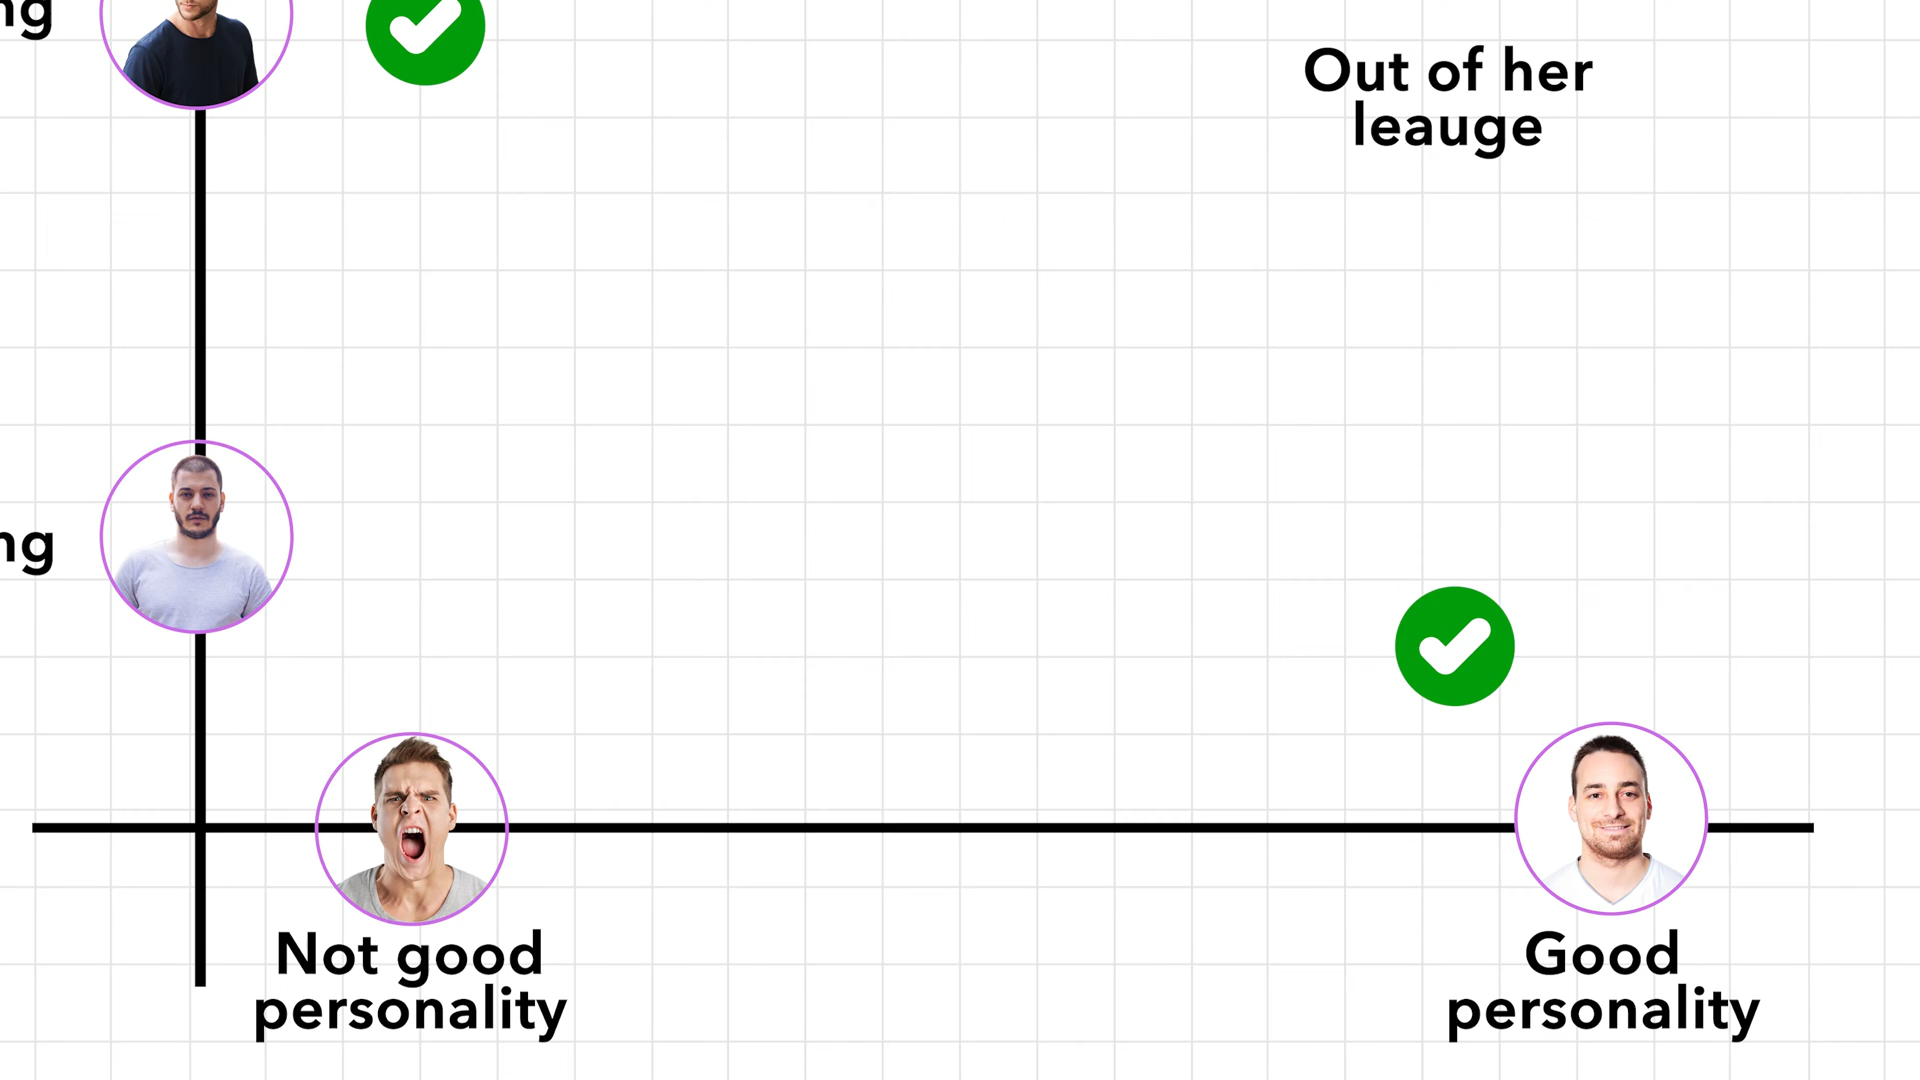 ng
Out of her
leauge
ng
Not good
personality
Good
personality